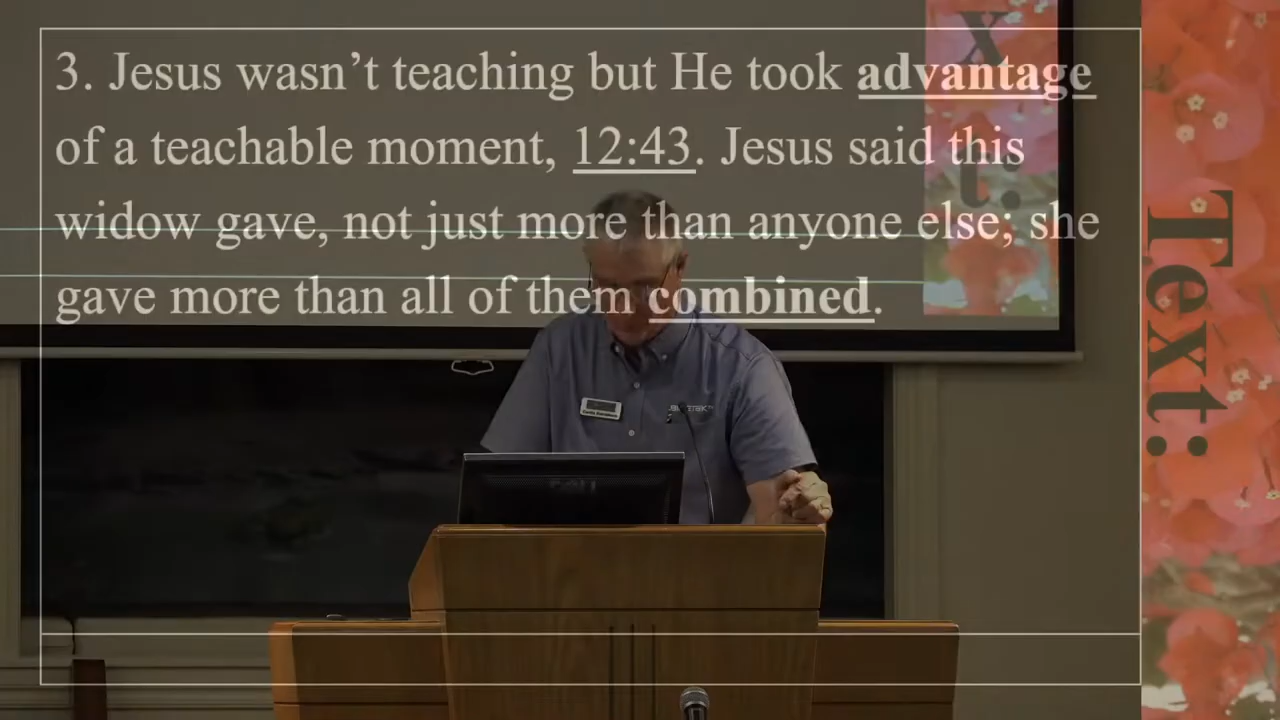 3. Jesus wasn’t teaching but He took advantage
of a teachable moment, 12:43. Jesus said this
widow gave, not just more than anyone else; she
gave more than all of them combined.
Text:
x
t:
DELL